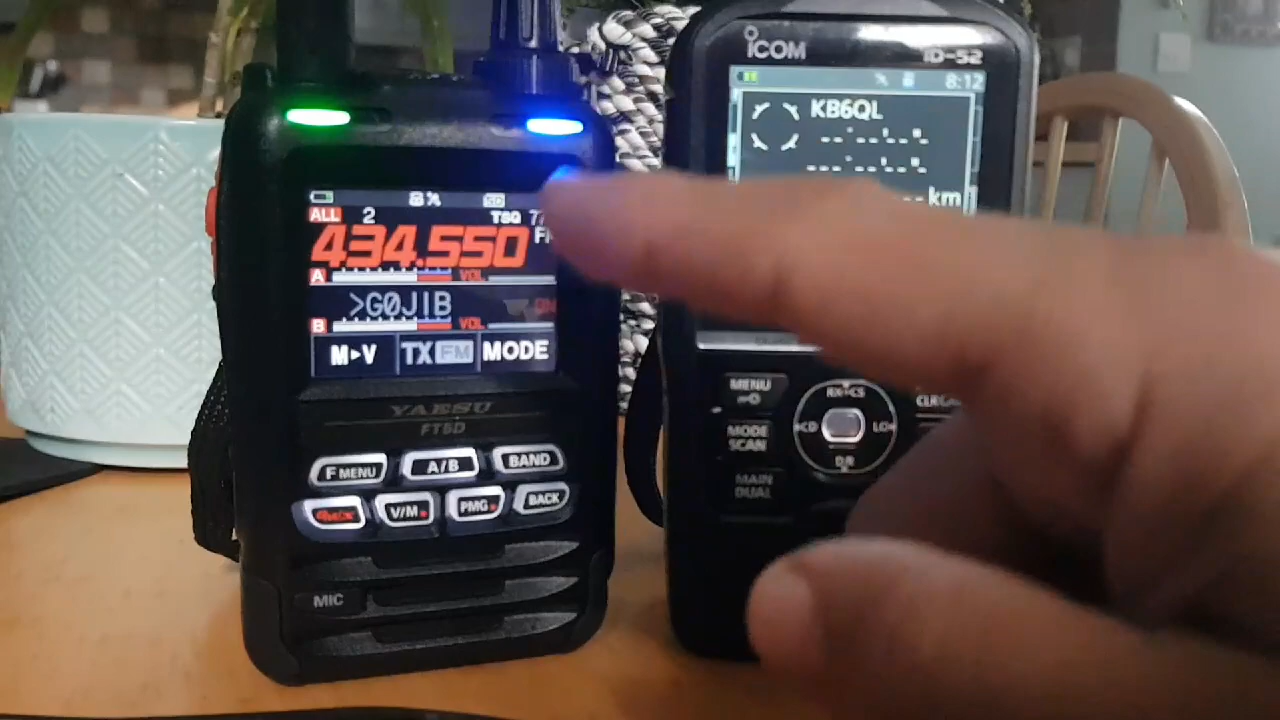 ALL 2 TSQ
434.550
A VOL
>G0JIB
B VOL
M▸V TX FM MODE
YAESU
FT5D
F MENU A/B BAND
V/M PMG BACK
MIC
ICOM ID-52
8:12
KB6QL
--°--.--
---°--.--
km
MENU
MODE
SCAN
MAIN
DUAL
RX→CS
CD
D/R